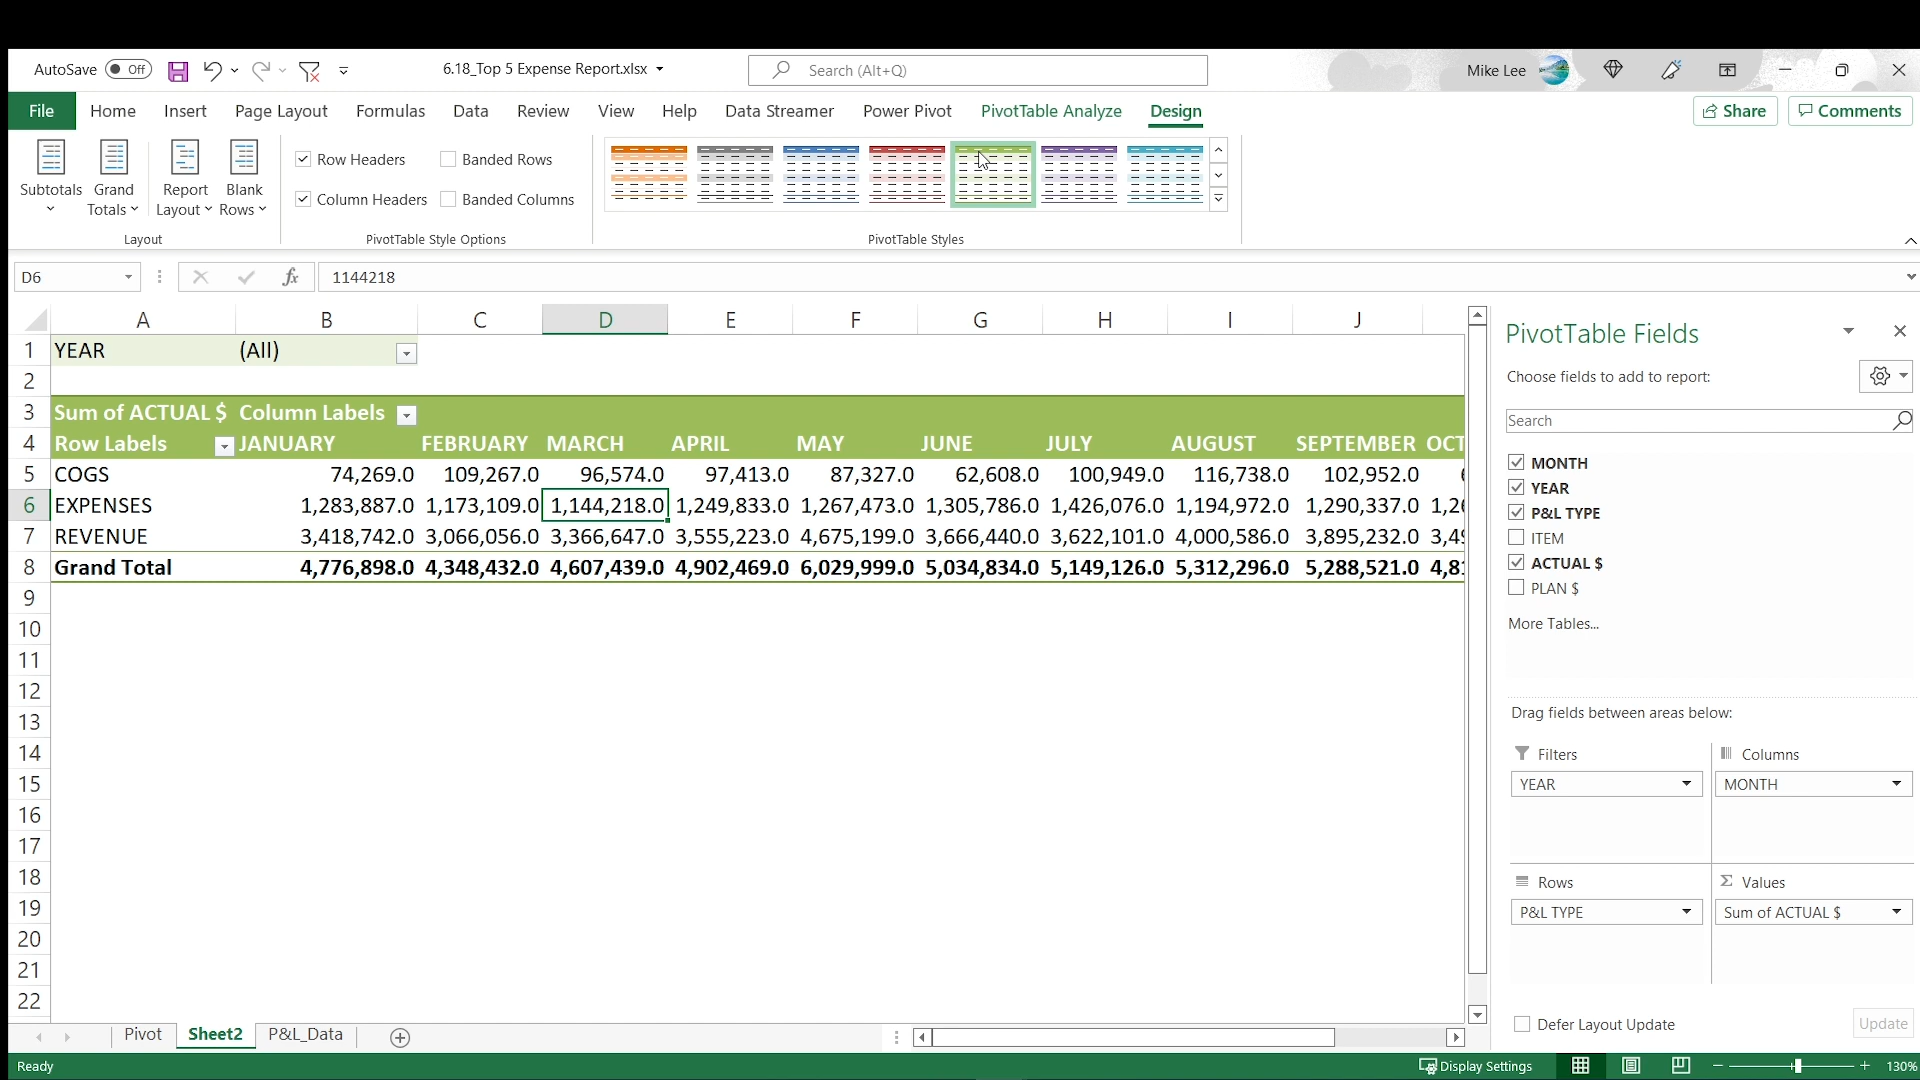 AutoSave Off 6.18_Top 5 Expense Report.xlsx Search (Alt+Q) Mike Lee
File Home Insert Page Layout Formulas Data Review View Help Data Streamer Power Pivot PivotTable Analyze Design Share Comments
Subtotals Grand Totals Report Layout Blank Rows
Row Headers Banded Rows
Column Headers Banded Columns
Layout PivotTable Style Options PivotTable Styles
D6 fx 1144218
A B C D E F G H I J
1 YEAR (All)
2
3 Sum of ACTUAL $ Column Labels
4 Row Labels JANUARY FEBRUARY MARCH APRIL MAY JUNE JULY AUGUST SEPTEMBER OCT
5 COGS 74,269.0 109,267.0 96,574.0 97,413.0 87,327.0 62,608.0 100,949.0 116,738.0 102,952.0
6 EXPENSES 1,283,887.0 1,173,109.0 1,144,218.0 1,249,833.0 1,267,473.0 1,305,786.0 1,426,076.0 1,194,972.0 1,290,337.0
7 REVENUE 3,418,742.0 3,066,056.0 3,366,647.0 3,555,223.0 4,675,199.0 3,666,440.0 3,622,101.0 4,000,586.0 3,895,232.0
8 Grand Total 4,776,898.0 4,348,432.0 4,607,439.0 4,902,469.0 6,029,999.0 5,034,834.0 5,149,126.0 5,312,296.0 5,288,521.0
9
10
11
12
13
14
15
16
17
18
19
20
21
22
PivotTable Fields
Choose fields to add to report:
Search
MONTH
YEAR
P&L TYPE
ITEM
ACTUAL $
PLAN $
More Tables...
Drag fields between areas below:
Filters Columns
YEAR MONTH
Rows Values
P&L TYPE Sum of ACTUAL $
Defer Layout Update Update
Pivot Sheet2 P&L_Data
Ready Display Settings 130%